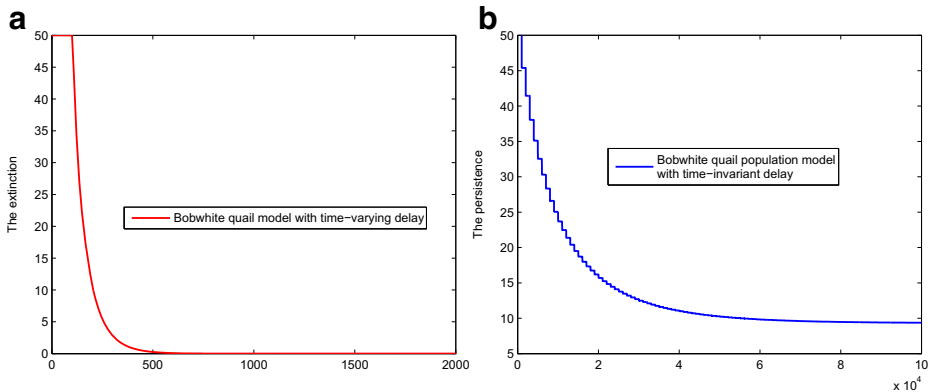 a
50
45
40
35
30
25
20
15
10
5
0
The extinction
Bobwhite quail model with time−varying delay
0 500 1000 1500 2000
b
50
45
40
35
30
25
20
15
10
5
The persistence
Bobwhite quail population model
with time−invariant delay
0 2 4 6 8 10
x 10^4